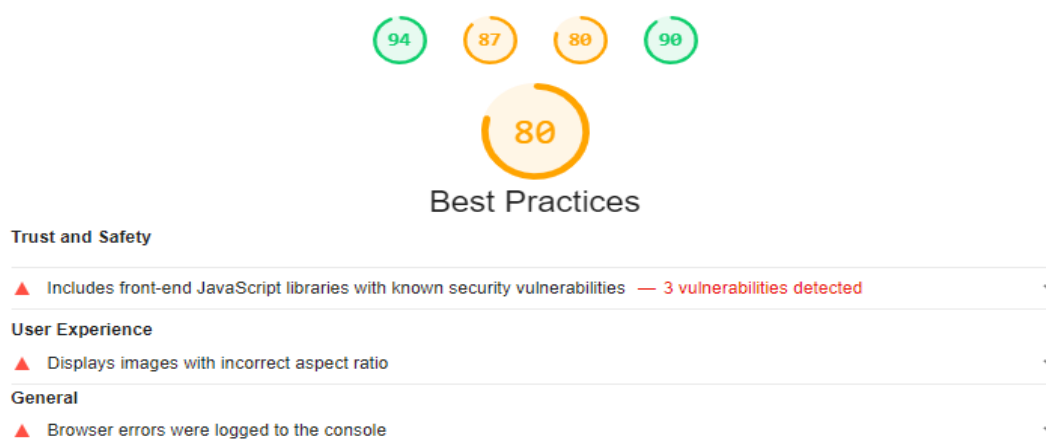 94 87 80 90
80
Best Practices
Trust and Safety
Includes front-end JavaScript libraries with known security vulnerabilities — 3 vulnerabilities detected
User Experience
Displays images with incorrect aspect ratio
General
Browser errors were logged to the console